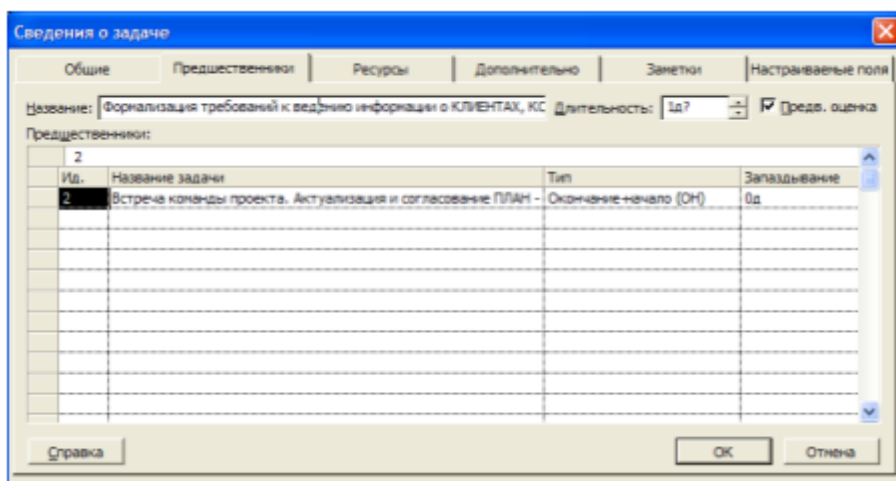 Сведения о задаче
Общие Предшественники Ресурсы Дополнительно Заметки Настраиваемые поля
Название: Формализация требований к ведению информации о КЛИЕНТАХ, КС Длительность: 1д? Предв. оценка
Предшественники:
2
Ид. Название задачи Тип Запаздывание
2 Встреча команды проекта. Актуализация и согласование ПЛАН - Окончание-начало (ОН) 0д
Справка ОК Отмена